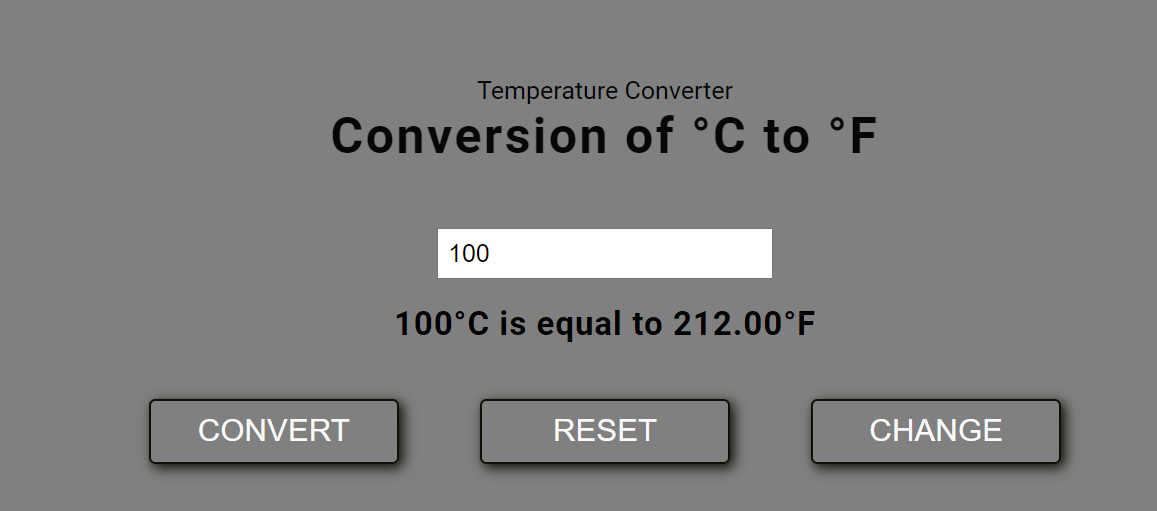 Temperature Converter
Conversion of °C to °F
100
100°C is equal to 212.00°F
CONVERT RESET CHANGE